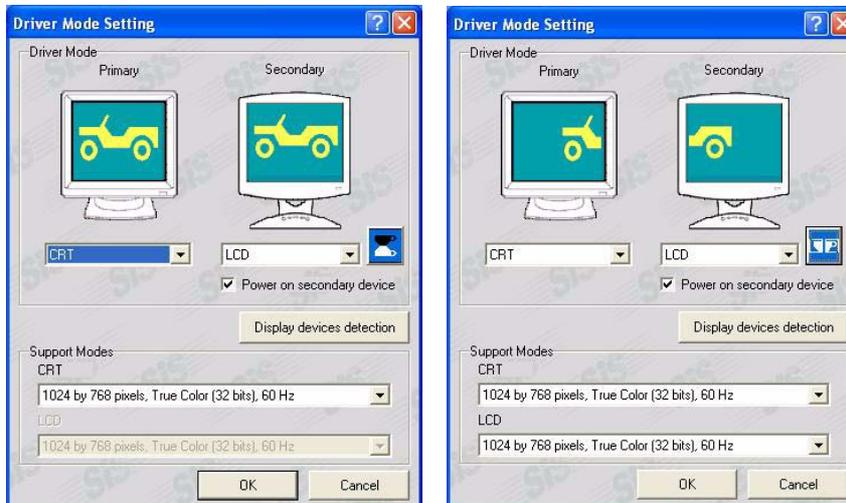 Driver Mode Setting
Driver Mode
Primary
Secondary
CRT
LCD
Power on secondary device
Display devices detection
Support Modes
CRT
1024 by 768 pixels, True Color (32 bits), 60 Hz
LCD
1024 by 768 pixels, True Color (32 bits), 60 Hz
OK
Cancel
Driver Mode Setting
Driver Mode
Primary
Secondary
CRT
LCD
Power on secondary device
Display devices detection
Support Modes
CRT
1024 by 768 pixels, True Color (32 bits), 60 Hz
LCD
1024 by 768 pixels, True Color (32 bits), 60 Hz
OK
Cancel